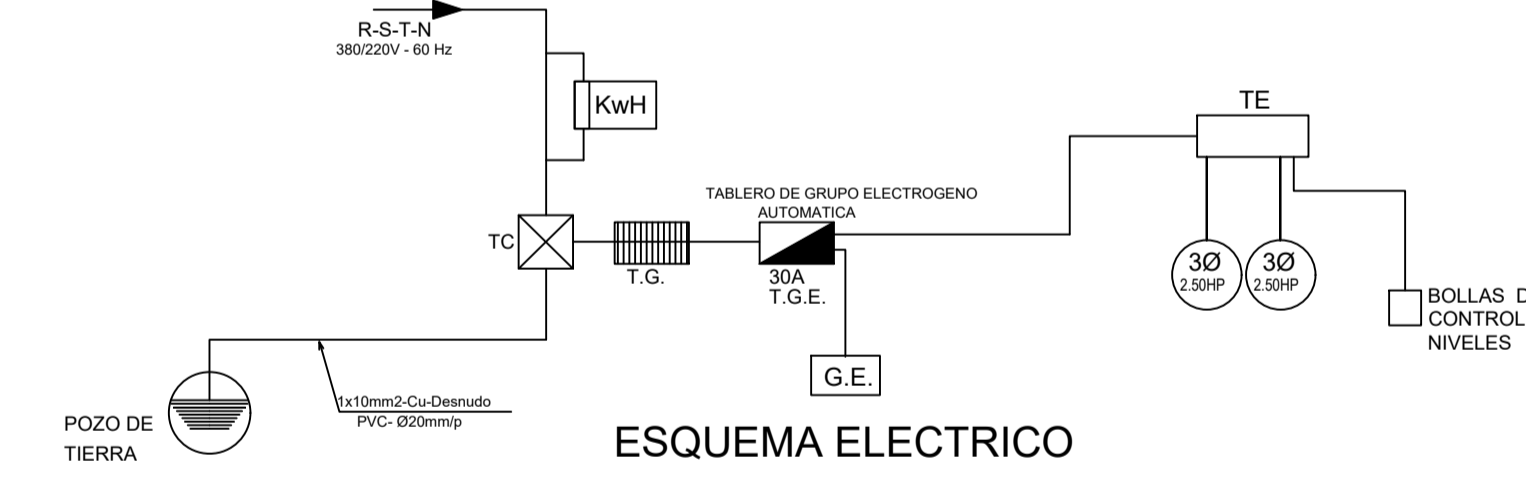 R-S-T-N
380/220V - 60 Hz
KwH
TE
TABLERO DE GRUPO ELECTROGENO
AUTOMATICA
TC
T.G.
30A
T.G.E.
3Ø
2.50HP
3Ø
2.50HP
BOLLAS D
CONTROL
NIVELES
G.E.
1x10mm2-Cu-Desnudo
PVC- Ø20mm/p
POZO DE
TIERRA
ESQUEMA ELECTRICO